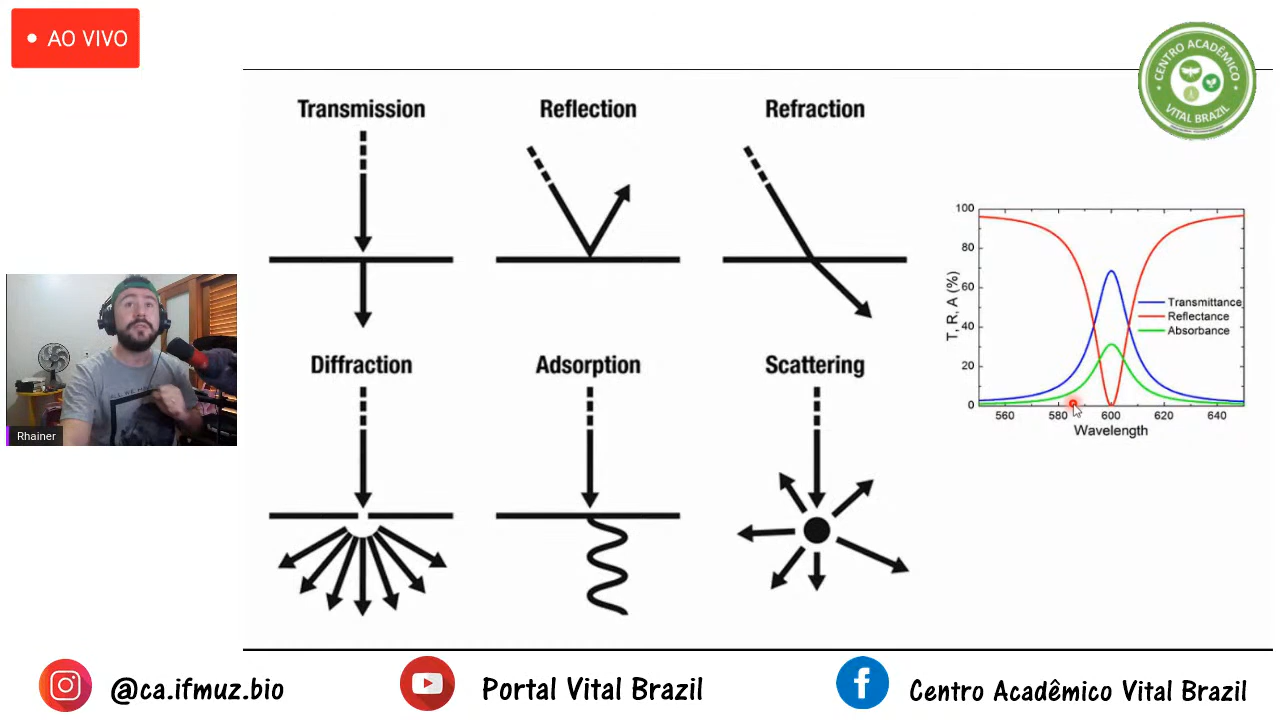 AO VIVO
CENTRO ACADÊMICO
VITAL BRAZIL
Transmission
Reflection
Refraction
100
80
60
40
20
0
T, R, A (%)
Transmittance
Reflectance
Absorbance
560
580
600
620
640
Wavelength
Diffraction
Adsorption
Scattering
Rhainer
@ca.ifmuz.bio
Portal Vital Brazil
Centro Acadêmico Vital Brazil